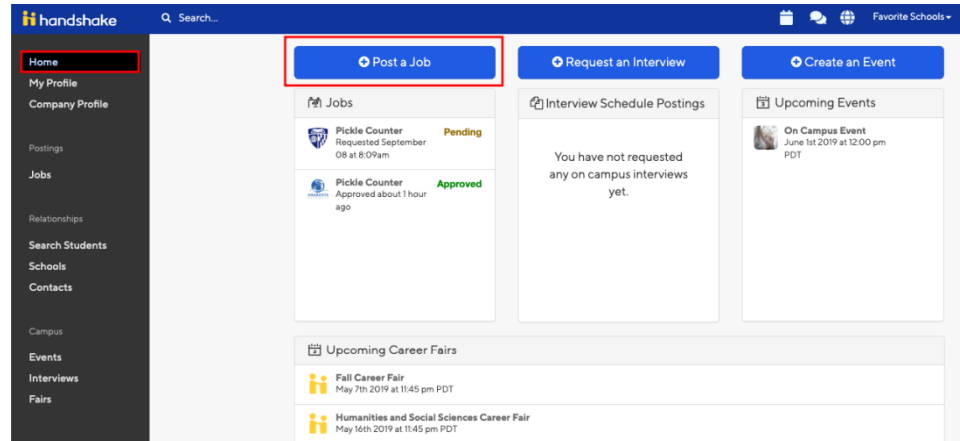 handshake
Search...
Favorite Schools
Home
My Profile
Company Profile
Postings
Jobs
Relationships
Search Students
Schools
Contacts
Campus
Events
Interviews
Fairs
Post a Job
Jobs
Pickle Counter Pending
Requested September
08 at 8:09am
Pickle Counter Approved
Approved about 1 hour
ago
Request an Interview
Interview Schedule Postings
You have not requested
any on campus interviews
yet.
Create an Event
Upcoming Events
On Campus Event
June 1st 2019 at 12:00 pm
PDT
Upcoming Career Fairs
Fall Career Fair
May 7th 2019 at 11:45 pm PDT
Humanities and Social Sciences Career Fair
May 16th 2019 at 11:45 pm PDT